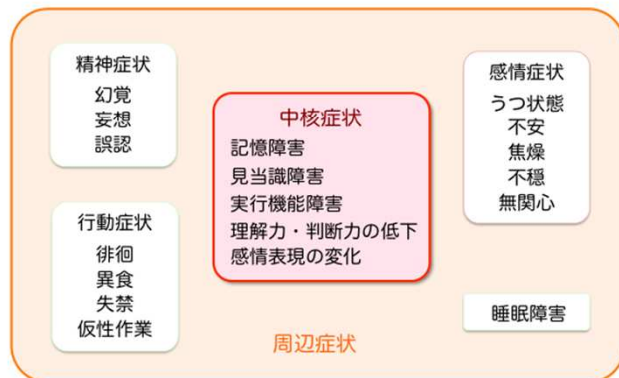 精神症状
幻覚
妄想
誤認
行動症状
徘徊
異食
失禁
仮性作業
中核症状
記憶障害
見当識障害
実行機能障害
理解力・判断力の低下
感情表現の変化
感情症状
うつ状態
不安
焦燥
不穏
無関心
睡眠障害
周辺症状